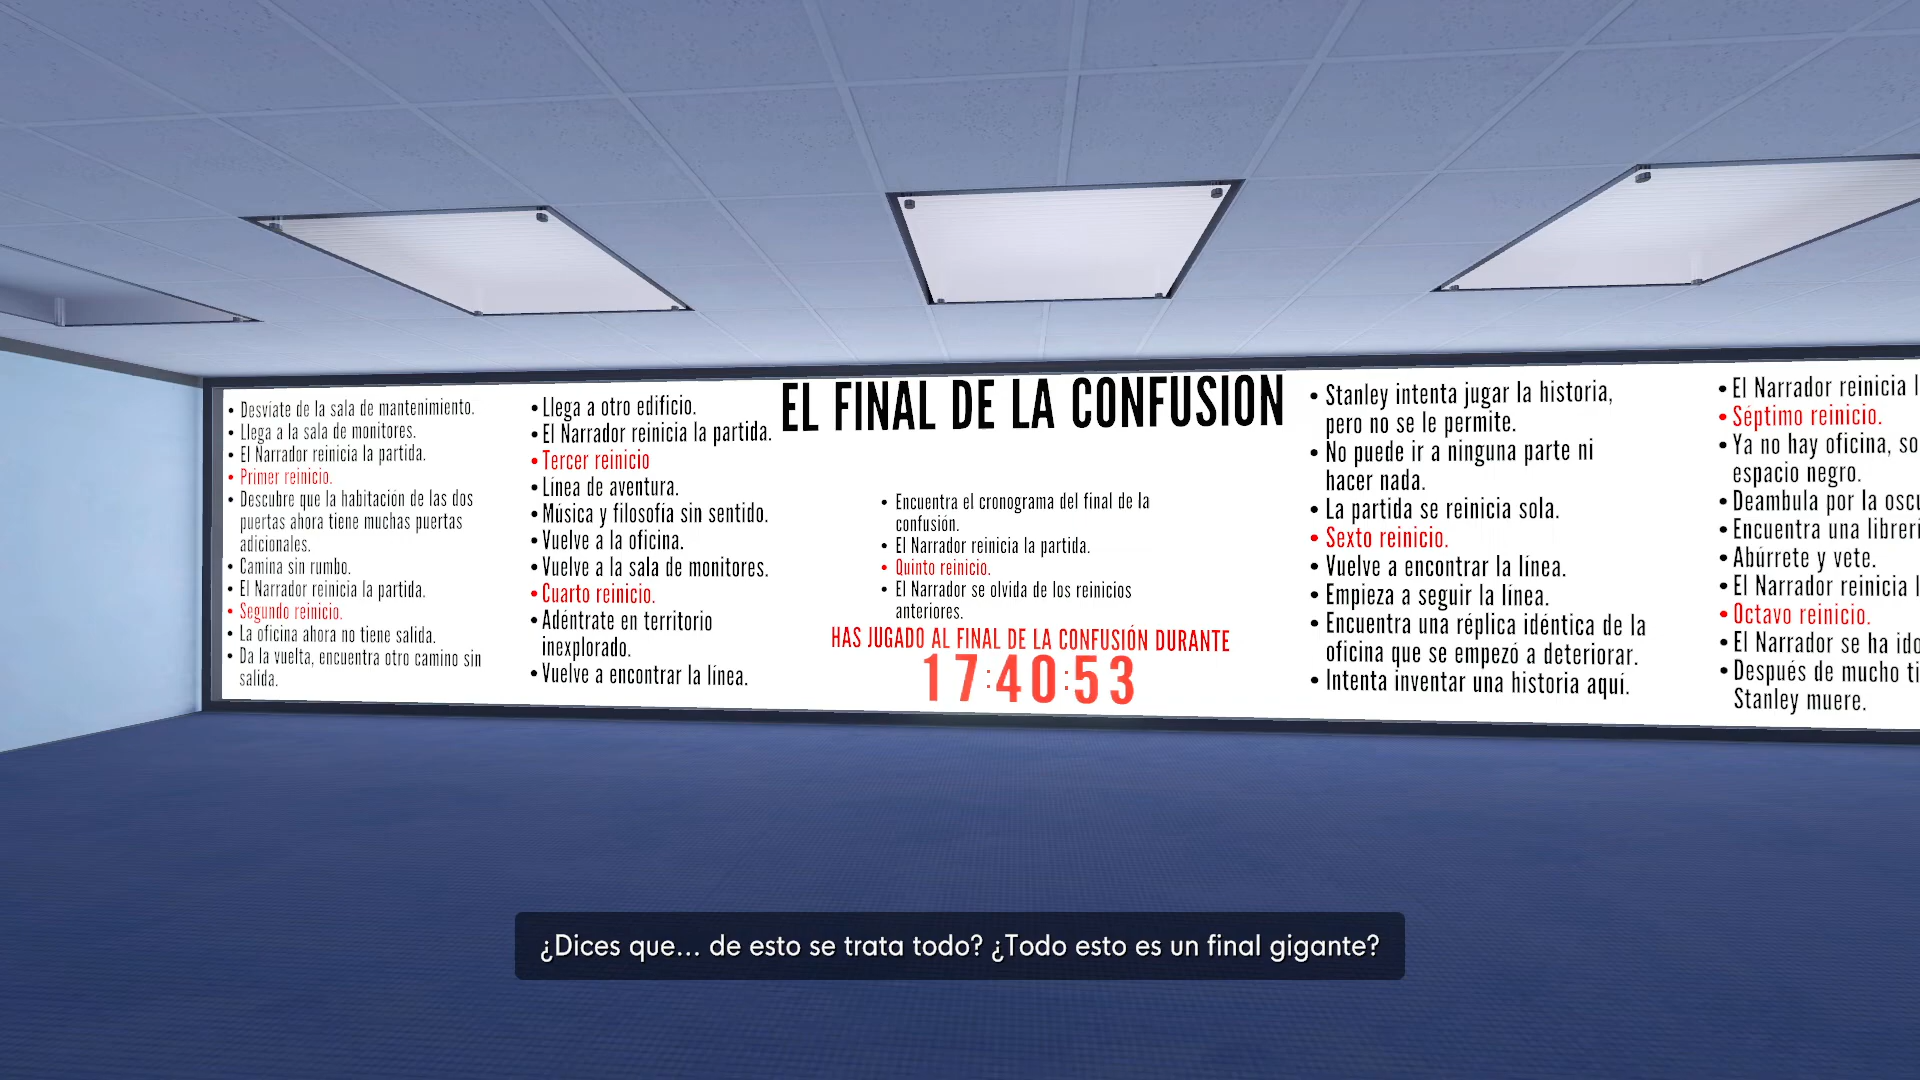 • Desvíate de la sala de mantenimiento.
• Llega a la sala de monitores.
• El Narrador reinicia la partida.
• Primer reinicio.
• Descubre que la habitación de las dos
puertas ahora tiene muchas puertas
adicionales.
• Camina sin rumbo.
• El Narrador reinicia la partida.
• Segundo reinicio.
• La oficina ahora no tiene salida.
• Da la vuelta, encuentra otro camino sin
salida.
• Llega a otro edificio.
• El Narrador reinicia la partida.
• Tercer reinicio
• Línea de aventura.
• Música y filosofía sin sentido.
• Vuelve a la oficina.
• Vuelve a la sala de monitores.
• Cuarto reinicio.
• Adéntrate en territorio
inexplorado.
• Vuelve a encontrar la línea.
EL FINAL DE LA CONFUSION
• Encuentra el cronograma del final de la
confusión.
• El Narrador reinicia la partida.
• Quinto reinicio.
• El Narrador se olvida de los reinicios
anteriores.
HAS JUGADO AL FINAL DE LA CONFUSIÓN DURANTE
17:40:53
• Stanley intenta jugar la historia,
pero no se le permite.
• No puede ir a ninguna parte ni
hacer nada.
• La partida se reinicia sola.
• Sexto reinicio.
• Vuelve a encontrar la línea.
• Empieza a seguir la línea.
• Encuentra una réplica idéntica de la
oficina que se empezó a deteriorar.
• Intenta inventar una historia aquí.
• El Narrador reinicia l
• Séptimo reinicio.
• Ya no hay oficina, so
espacio negro.
• Deambula por la oscu
• Encuentra una librerí
• Abúrrete y vete.
• El Narrador reinicia l
• Octavo reinicio.
• El Narrador se ha ido
• Después de mucho ti
Stanley muere.
¿Dices que... de esto se trata todo? ¿Todo esto es un final gigante?